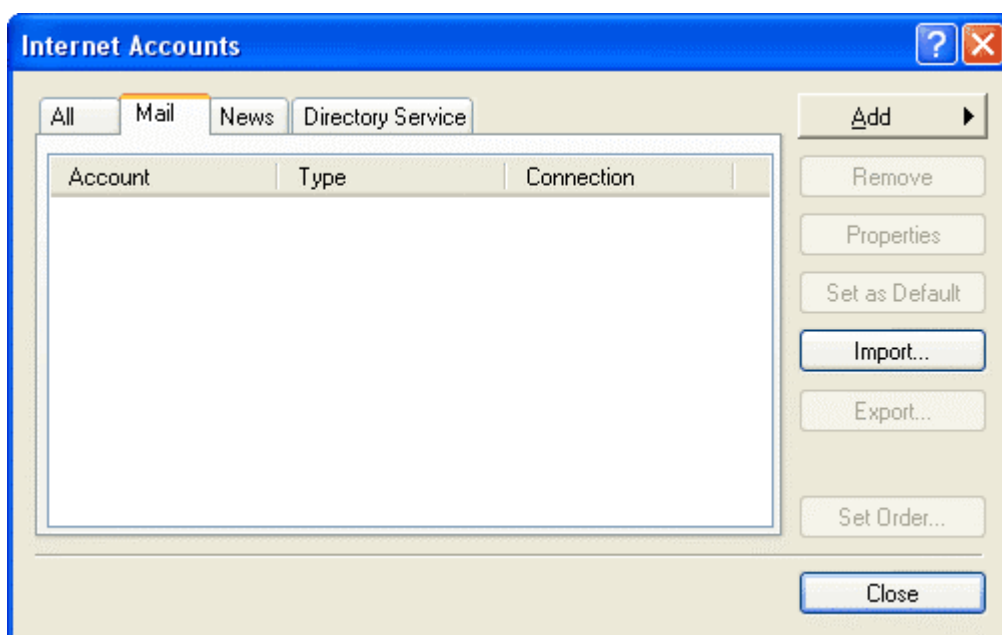 Internet Accounts
All Mail News Directory Service
Add
Account Type Connection
Remove
Properties
Set as Default
Import...
Export...
Set Order...
Close